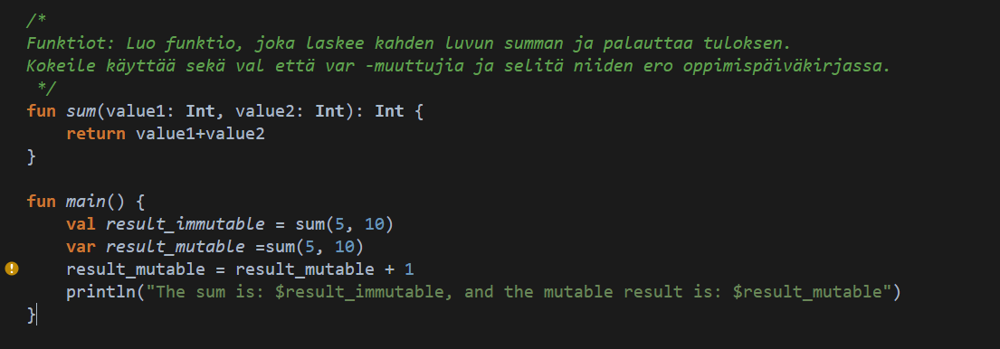 /*
Funktiot: Luo funktio, joka laskee kahden luvun summan ja palauttaa tuloksen.
Kokeile käyttää sekä val että var -muuttujia ja selitä niiden ero oppimispäiväkirjassa.
 */
fun sum(value1: Int, value2: Int): Int {
    return value1+value2
}

fun main() {
    val result_immutable = sum(5, 10)
    var result_mutable =sum(5, 10)
    result_mutable = result_mutable + 1
    println("The sum is: $result_immutable, and the mutable result is: $result_mutable")
}